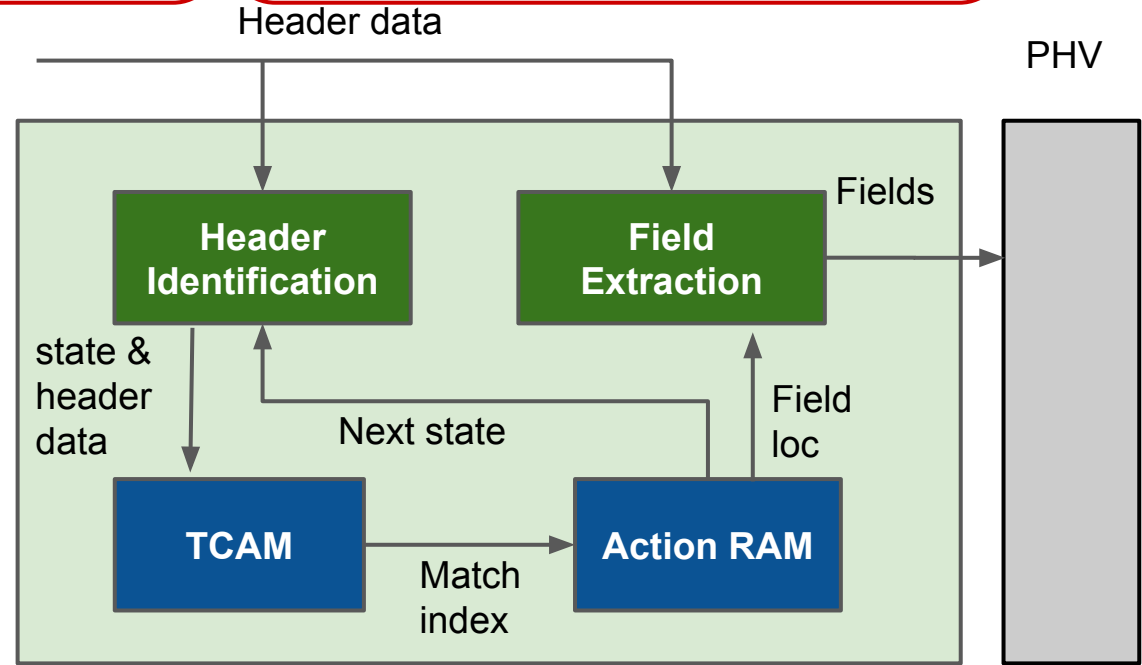 Header data
PHV
Header
Identification
Field
Extraction
Fields
state &
header
data
Next state
Field
loc
TCAM
Action RAM
Match
index